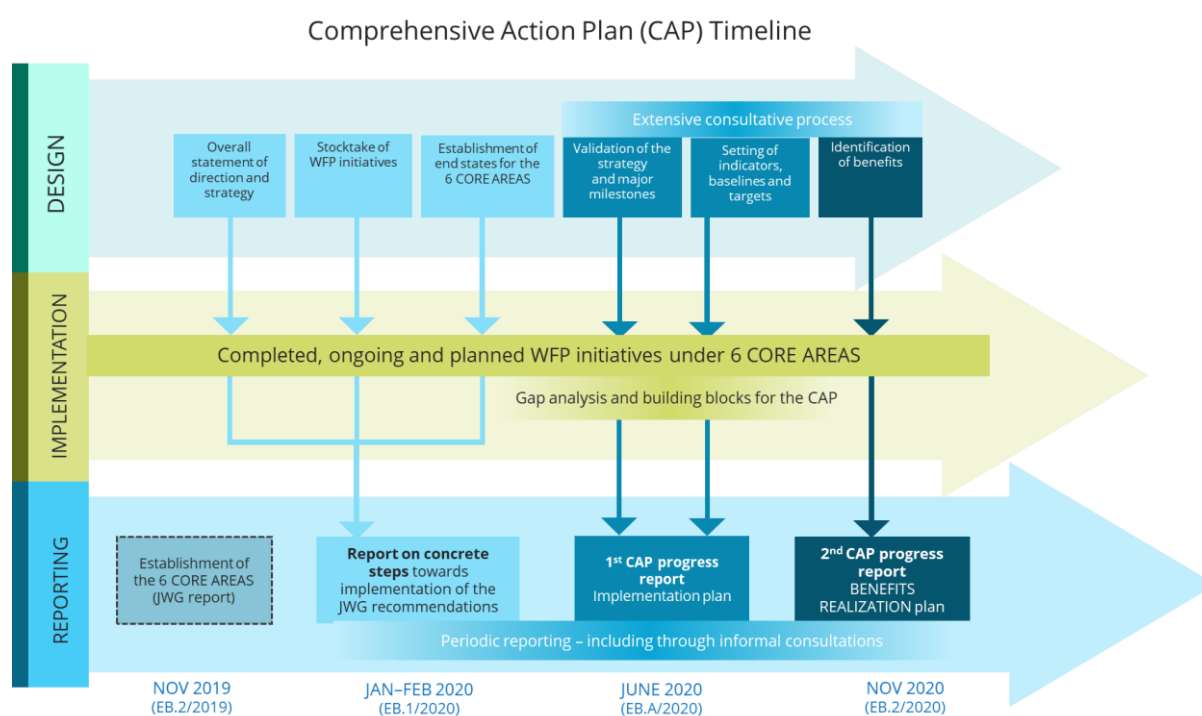 Comprehensive Action Plan (CAP) Timeline
DESIGN
Extensive consultative process
Overall
statement of
direction and
strategy
Stocktake of
WFP initiatives
Establishment of
end states for the
6 CORE AREAS
Validation of the
strategy
and major
milestones
Setting of
indicators,
baselines and
targets
Identification
of benefits
IMPLEMENTATION
Completed, ongoing and planned WFP initiatives under 6 CORE AREAS
Gap analysis and building blocks for the CAP
REPORTING
Establishment of
the 6 CORE AREAS
(JWG report)
Report on concrete
steps towards
implementation of the
JWG recommendations
1st CAP progress
report
Implementation plan
2nd CAP progress
report
BENEFITS
REALIZATION plan
Periodic reporting – including through informal consultations
NOV 2019
(EB.2/2019)
JAN–FEB 2020
(EB.1/2020)
JUNE 2020
(EB.A/2020)
NOV 2020
(EB.2/2020)